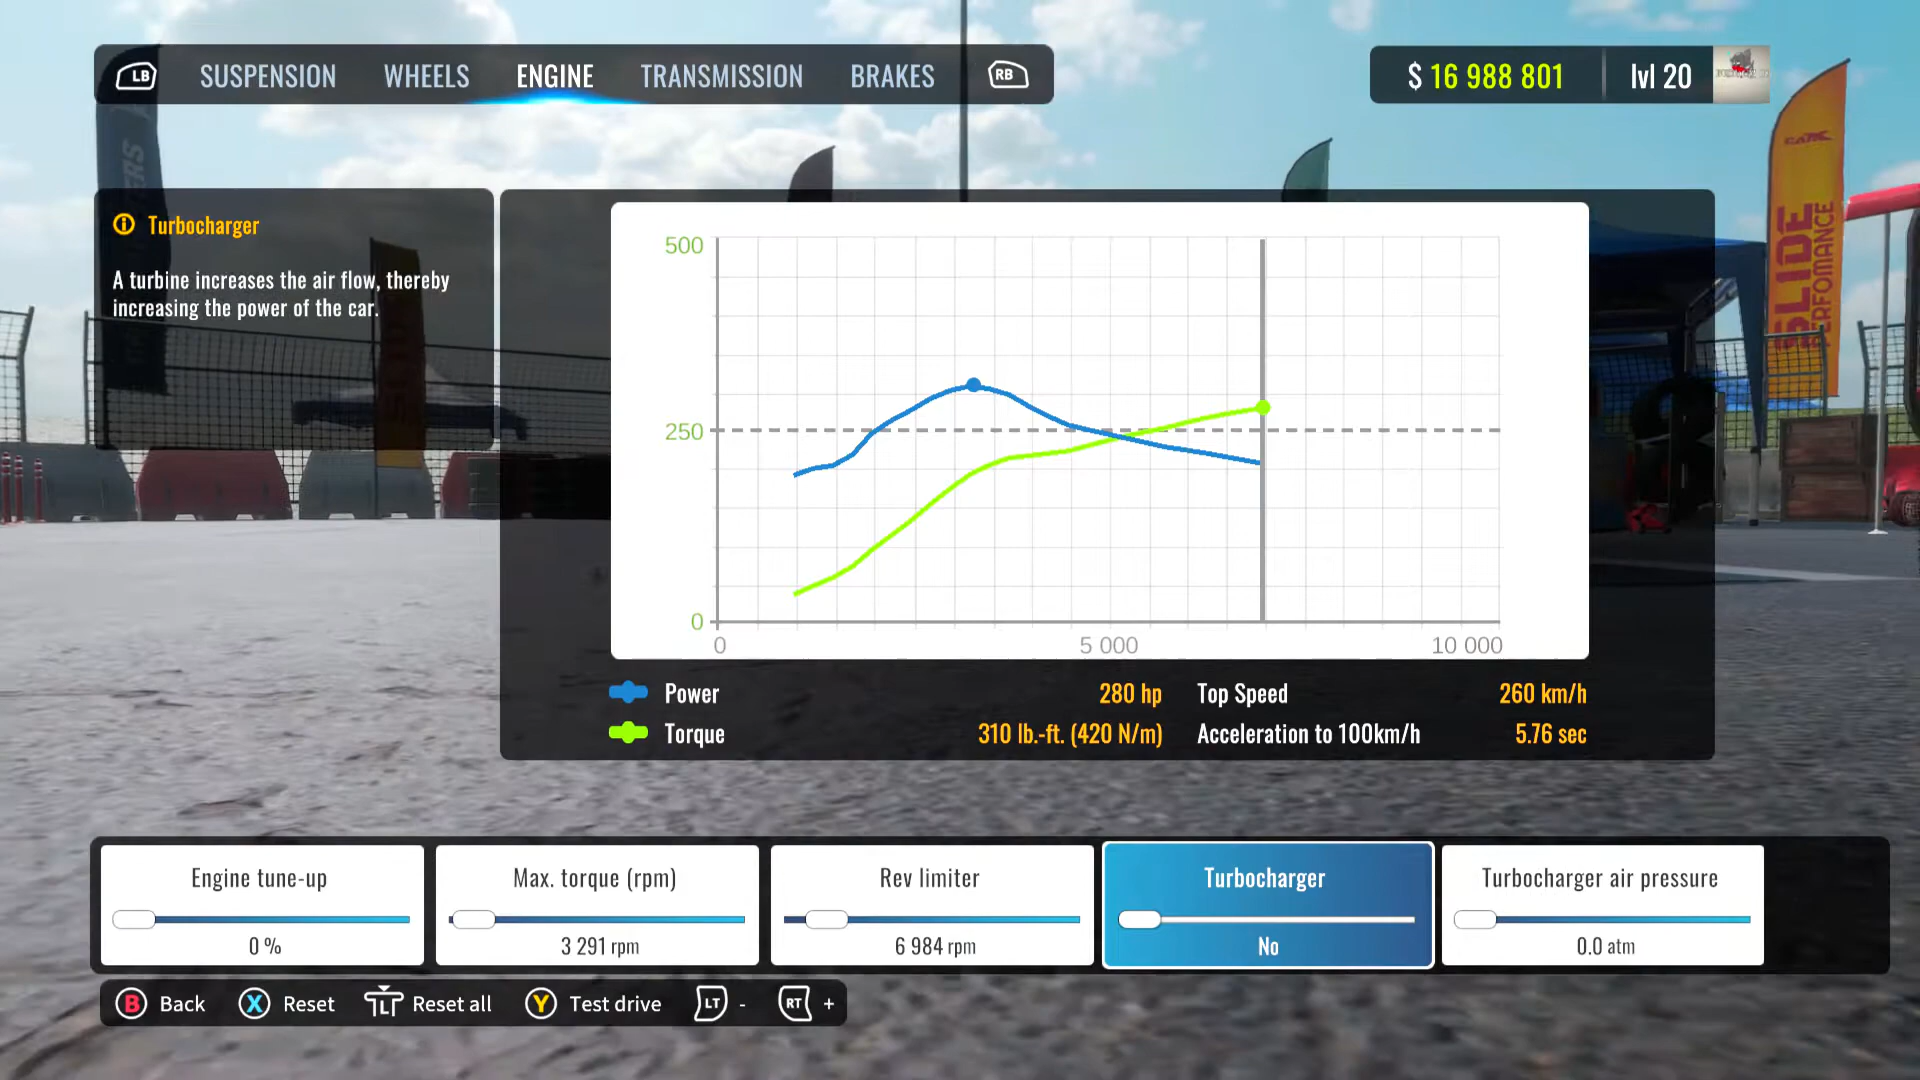 LB SUSPENSION WHEELS ENGINE TRANSMISSION BRAKES RB
$ 16 988 801 lvl 20
Turbocharger
A turbine increases the air flow, thereby
increasing the power of the car.
500
250
0
0 5 000 10 000
Power 280 hp Top Speed 260 km/h
Torque 310 lb.-ft. (420 N/m) Acceleration to 100km/h 5.76 sec
SLIDE
PERFOMANCE
Engine tune-up
0 %
Max. torque (rpm)
3 291 rpm
Rev limiter
6 984 rpm
Turbocharger
No
Turbocharger air pressure
0.0 atm
B Back X Reset LT Reset all Y Test drive LT - RT +